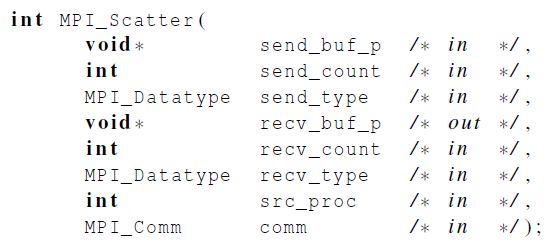 int MPI_Scatter(
void* send_buf_p /* in */,
int send_count /* in */,
MPI_Datatype send_type /* in */,
void* recv_buf_p /* out */,
int recv_count /* in */,
MPI_Datatype recv_type /* in */,
int src_proc /* in */,
MPI_Comm comm /* in */);